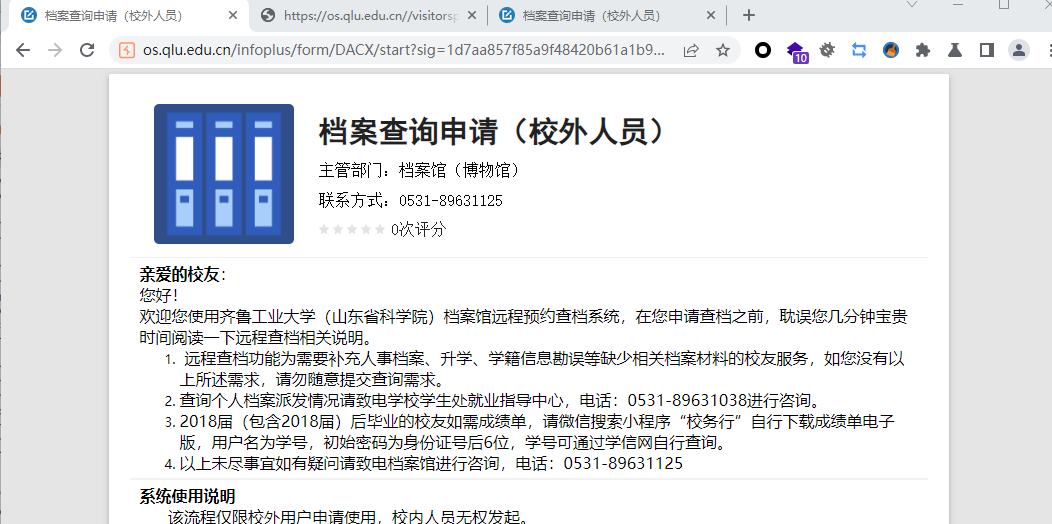 档案查询申请（校外人员）
https://os.qlu.edu.cn//visitorsp
档案查询申请（校外人员）
os.qlu.edu.cn/infoplus/form/DACX/start?sig=1d7aa857f85a9f48420b61a1b9...
10
档案查询申请（校外人员）
主管部门：档案馆（博物馆）
联系方式：0531-89631125
0次评分
亲爱的校友：
您好！
欢迎您使用齐鲁工业大学（山东省科学院）档案馆远程预约查档系统，在您申请查档之前，耽误您几分钟宝贵
时间阅读一下远程查档相关说明。
1. 远程查档功能为需要补充人事档案、升学、学籍信息勘误等缺少相关档案材料的校友服务，如您没有以
上所述需求，请勿随意提交查询需求。
2. 查询个人档案派发情况请致电学校学生处就业指导中心，电话：0531-89631038进行咨询。
3. 2018届（包含2018届）后毕业的校友如需成绩单，请微信搜索小程序“校务行”自行下载成绩单电子
版，用户名为学号，初始密码为身份证号后6位，学号可通过学信网自行查询。
4. 以上未尽事宜如有疑问请致电档案馆进行咨询，电话：0531-89631125
系统使用说明
该流程仅限校外用户申请使用，校内人员无权发起。